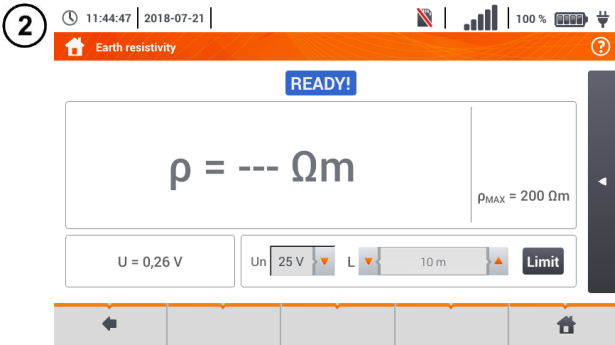 2
11:44:47 2018-07-21 100 %
Earth resistivity ?
READY!
ρ = --- Ωm
ρMAX = 200 Ωm
U = 0,26 V Un 25 V L 10 m Limit